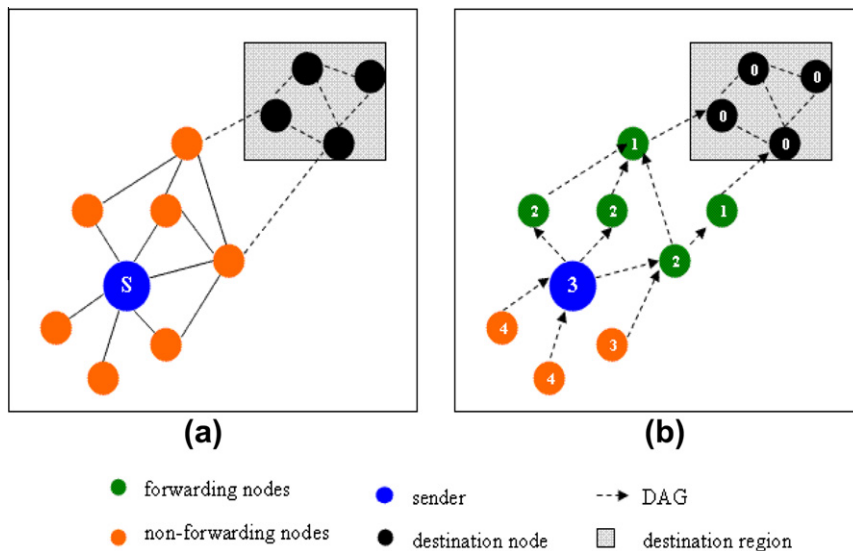 S
0
0
0
0
1
2
2
1
2
3
4
3
4
(a)
(b)
forwarding nodes
sender
DAG
non-forwarding nodes
destination node
destination region